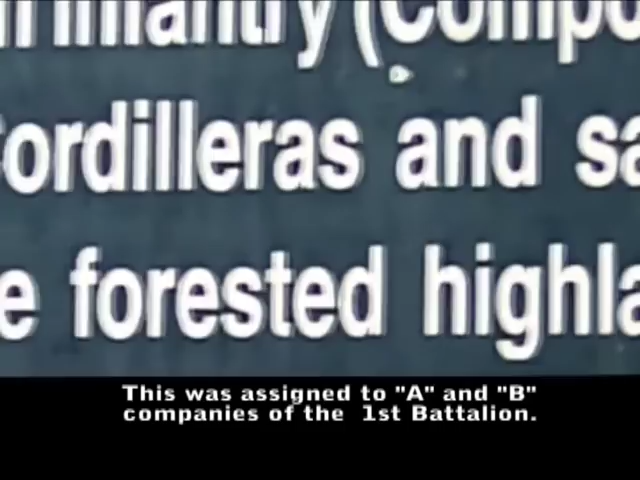 Infantry (Compo
Cordilleras and sa
e forested highla
This was assigned to "A" and "B"
companies of the 1st Battalion.